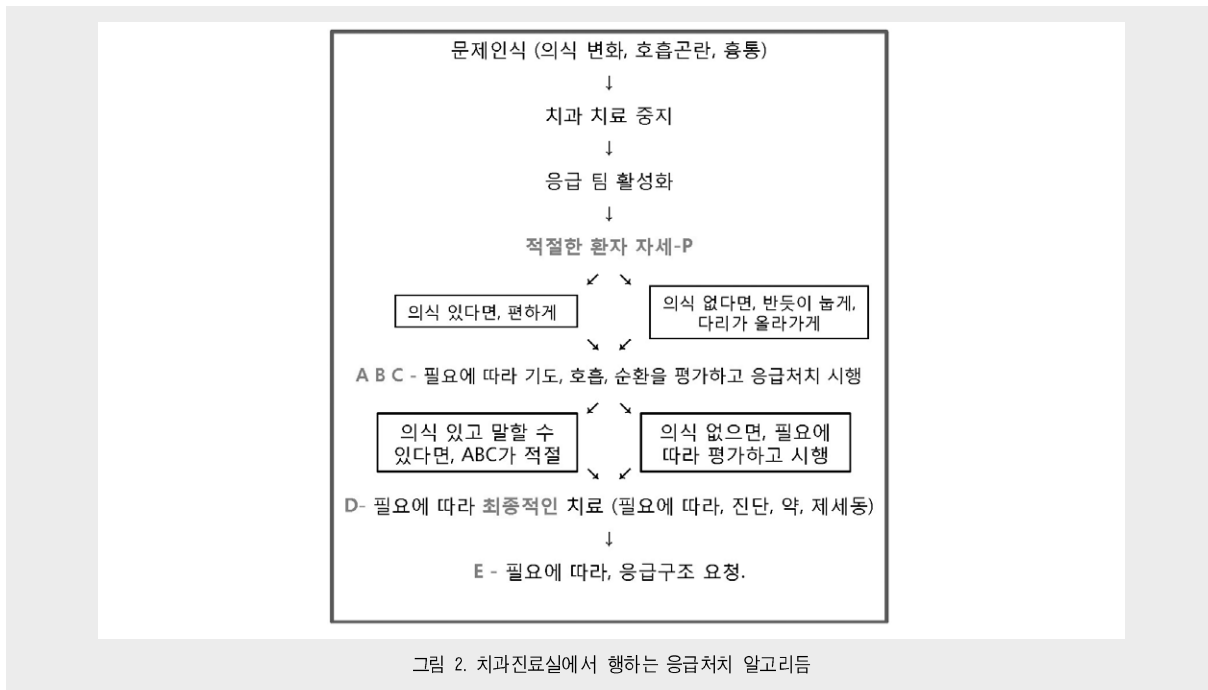 문제인식 (의식 변화, 호흡곤란, 흉통)
↓
치과 치료 중지
↓
응급 팀 활성화
↓
적절한 환자 자세-P
↙ ↘
의식 있다면, 편하게
의식 없다면, 반듯이 눕게,
다리가 올라가게
↘ ↙
A B C - 필요에 따라 기도, 호흡, 순환을 평가하고 응급처치 시행
↙ ↘
의식 있고 말할 수
있다면, ABC가 적절
의식 없으면, 필요에
따라 평가하고 시행
↘ ↙
D- 필요에 따라 최종적인 치료 (필요에 따라, 진단, 약, 제세동)
↓
E - 필요에 따라, 응급구조 요청.
그림 2. 치과진료실에서 행하는 응급처치 알고리듬